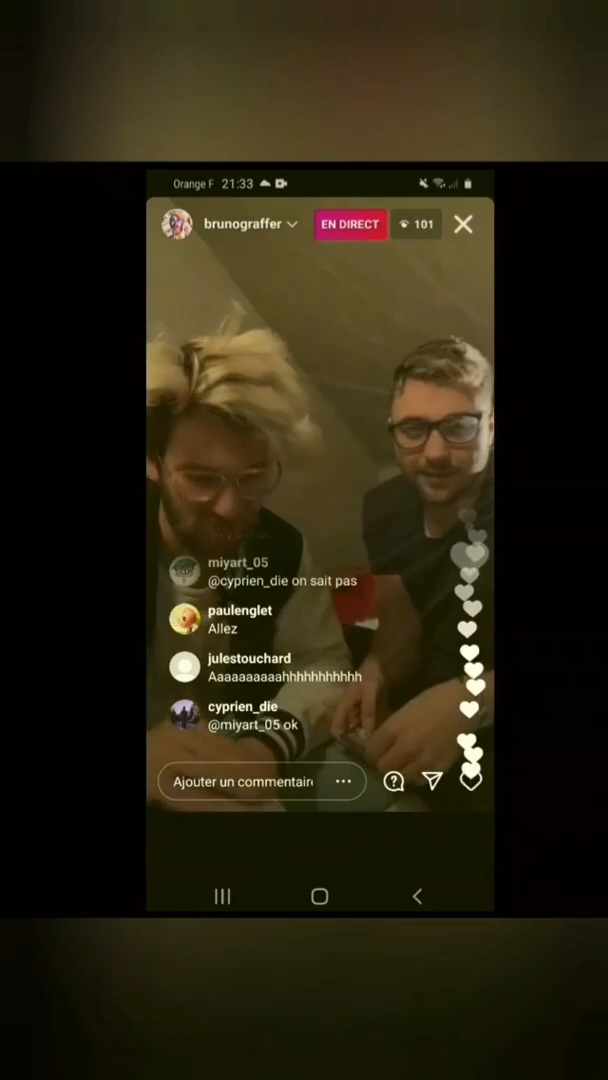 Orange F 21:33
brunograffer
EN DIRECT
101
miyart_05
@cyprien_die on sait pas
paulenglet
Allez
julestouchard
Aaaaaaaaaahhhhhhhhhhh
cyprien_die
@miyart_05 ok
Ajouter un commentair